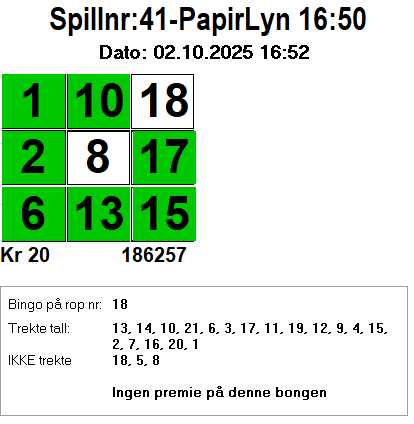 Spillnr:41-PapirLyn 16:50
Dato: 02.10.2025 16:52
1 10 18
2 8 17
6 13 15
Kr 20 186257
Bingo på rop nr: 18
Trekte tall: 13, 14, 10, 21, 6, 3, 17, 11, 19, 12, 9, 4, 15,
2, 7, 16, 20, 1
IKKE trekte 18, 5, 8
Ingen premie på denne bongen